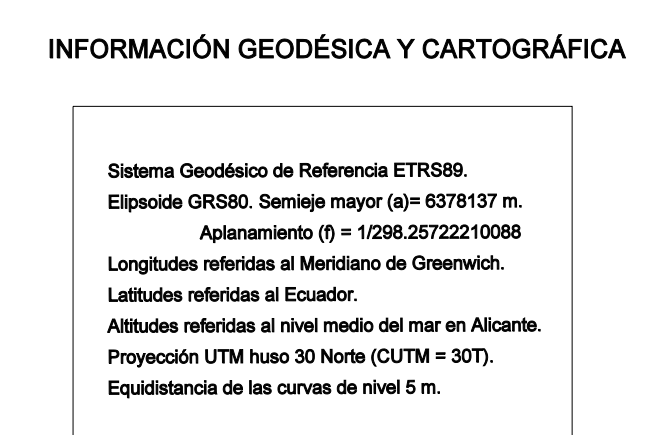 INFORMACIÓN GEODÉSICA Y CARTOGRÁFICA
Sistema Geodésico de Referencia ETRS89.
Elipsoide GRS80. Semieje mayor (a)= 6378137 m.
Aplanamiento (f) = 1/298.25722210088
Longitudes referidas al Meridiano de Greenwich.
Latitudes referidas al Ecuador.
Altitudes referidas al nivel medio del mar en Alicante.
Proyección UTM huso 30 Norte (CUTM = 30T).
Equidistancia de las curvas de nivel 5 m.